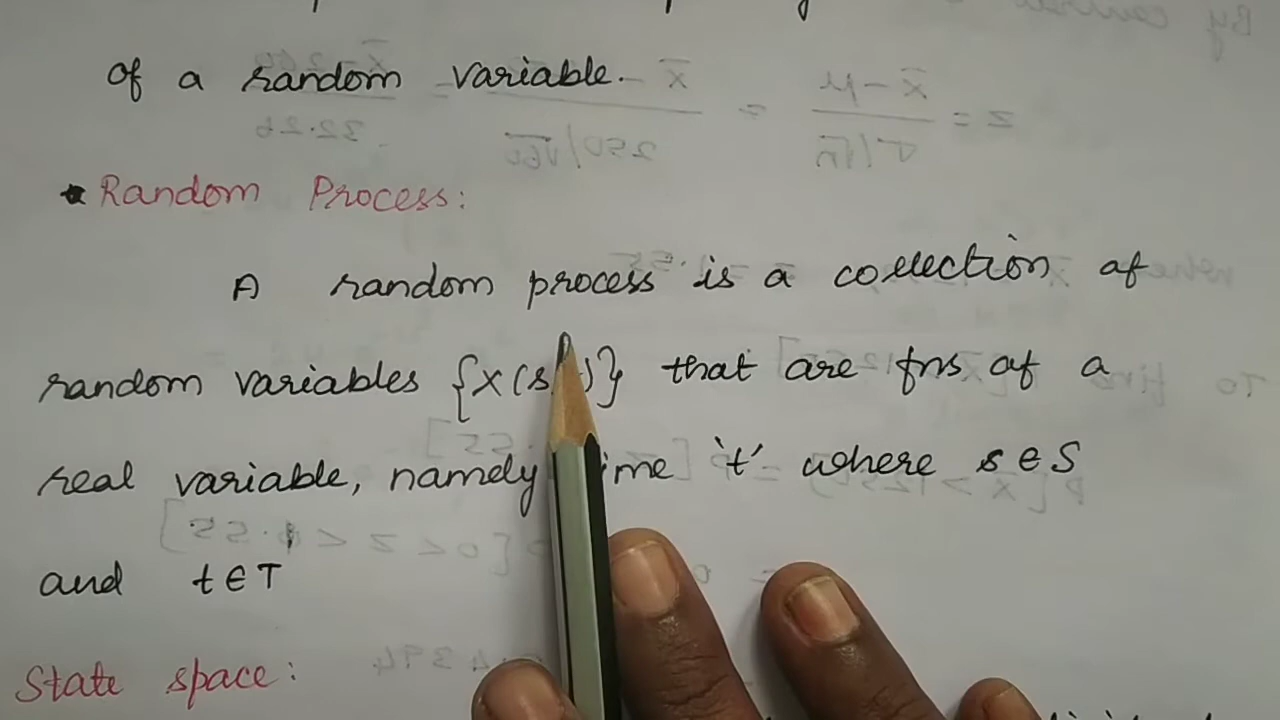 of a random variable.
Random Process:
A random process is a collection of
random variables {x(s, )} that are fns of a
real variable, namely ime 't' where s ∈ S
and t ∈ T
State space: